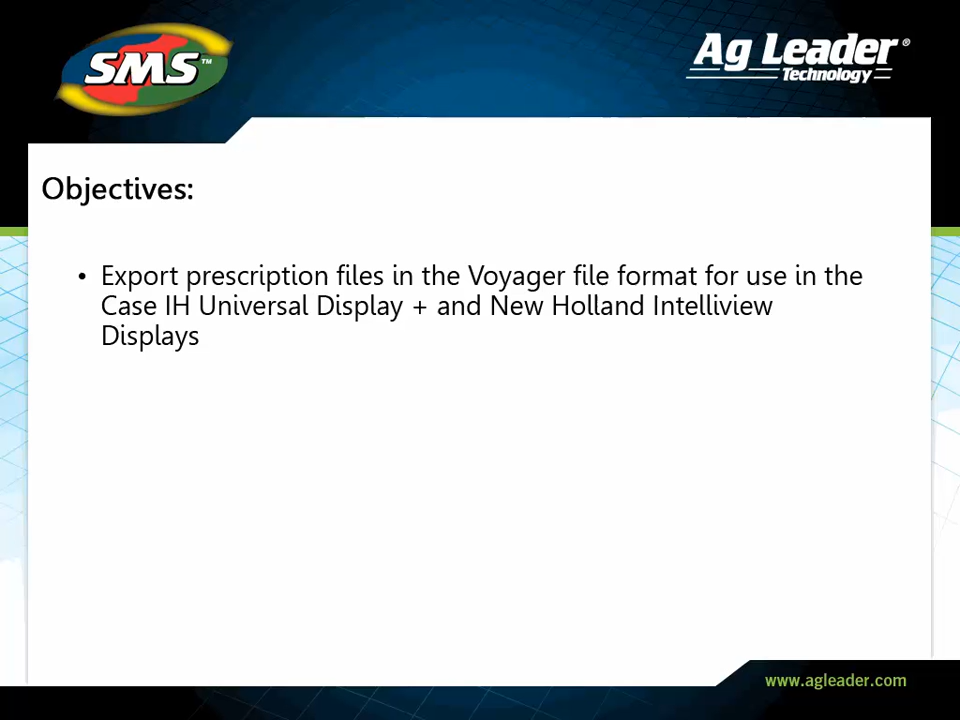 SMS™
Ag Leader®
Technology
Objectives:
• Export prescription files in the Voyager file format for use in the
Case IH Universal Display + and New Holland Intelliview
Displays
www.agleader.com